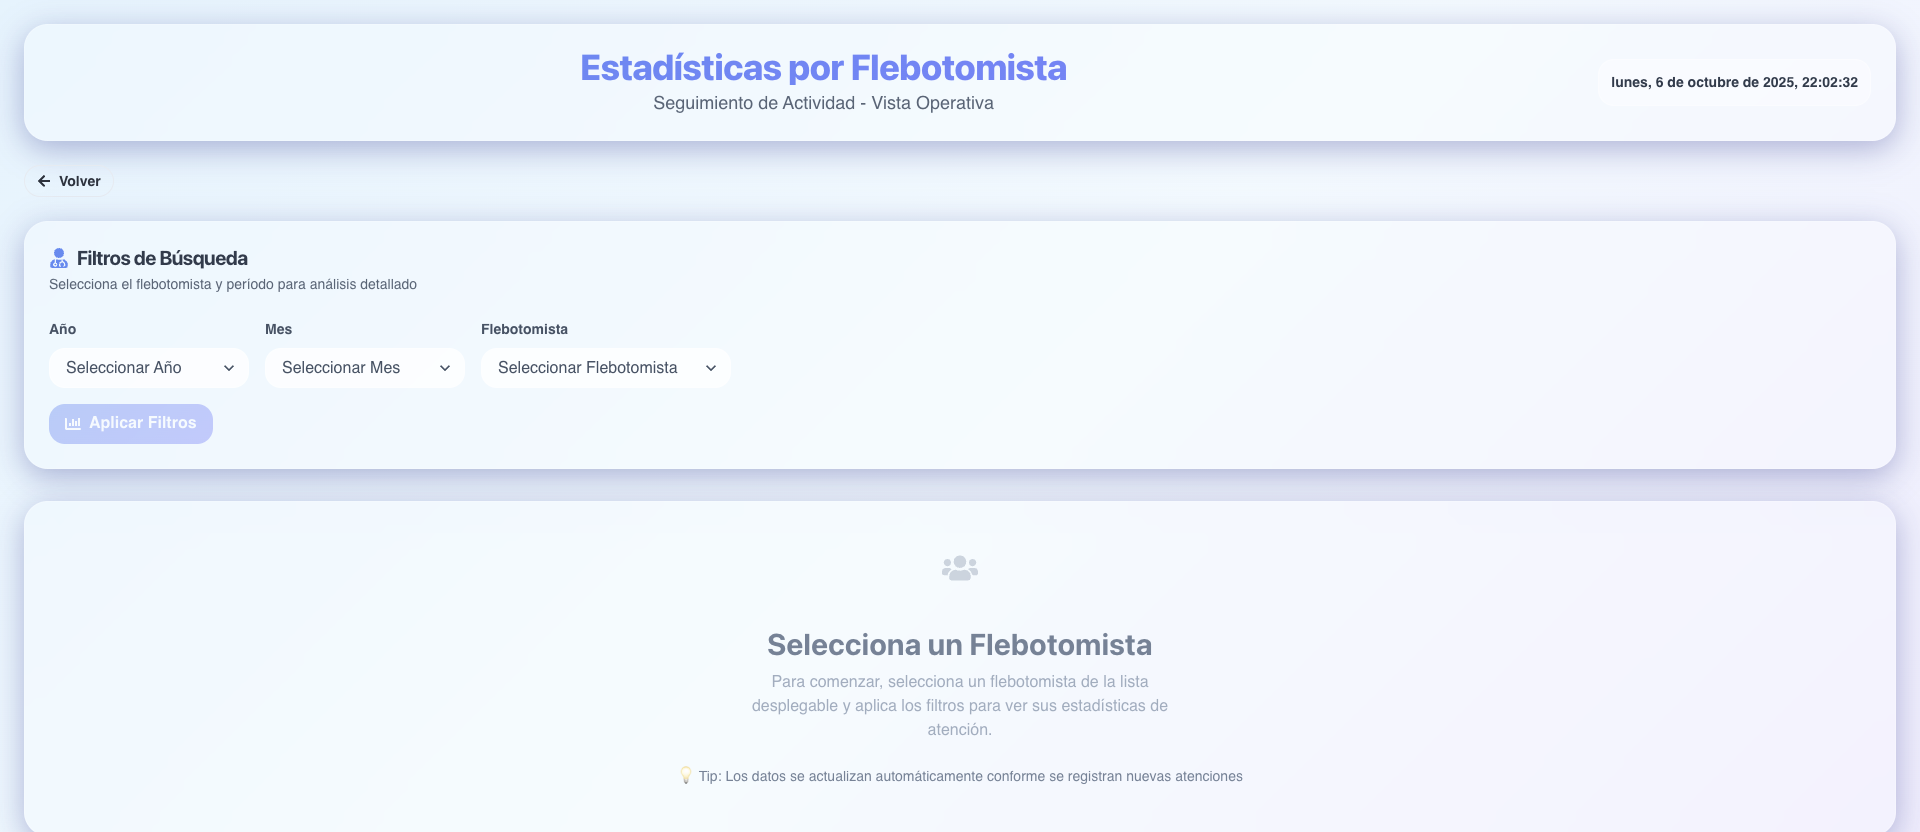 Estadísticas por Flebotomista
Seguimiento de Actividad - Vista Operativa
lunes, 6 de octubre de 2025, 22:02:32
Volver
Filtros de Búsqueda
Selecciona el flebotomista y período para análisis detallado
Año
Mes
Flebotomista
Seleccionar Año
Seleccionar Mes
Seleccionar Flebotomista
Aplicar Filtros
Selecciona un Flebotomista
Para comenzar, selecciona un flebotomista de la lista
desplegable y aplica los filtros para ver sus estadísticas de
atención.
💡 Tip: Los datos se actualizan automáticamente conforme se registran nuevas atenciones